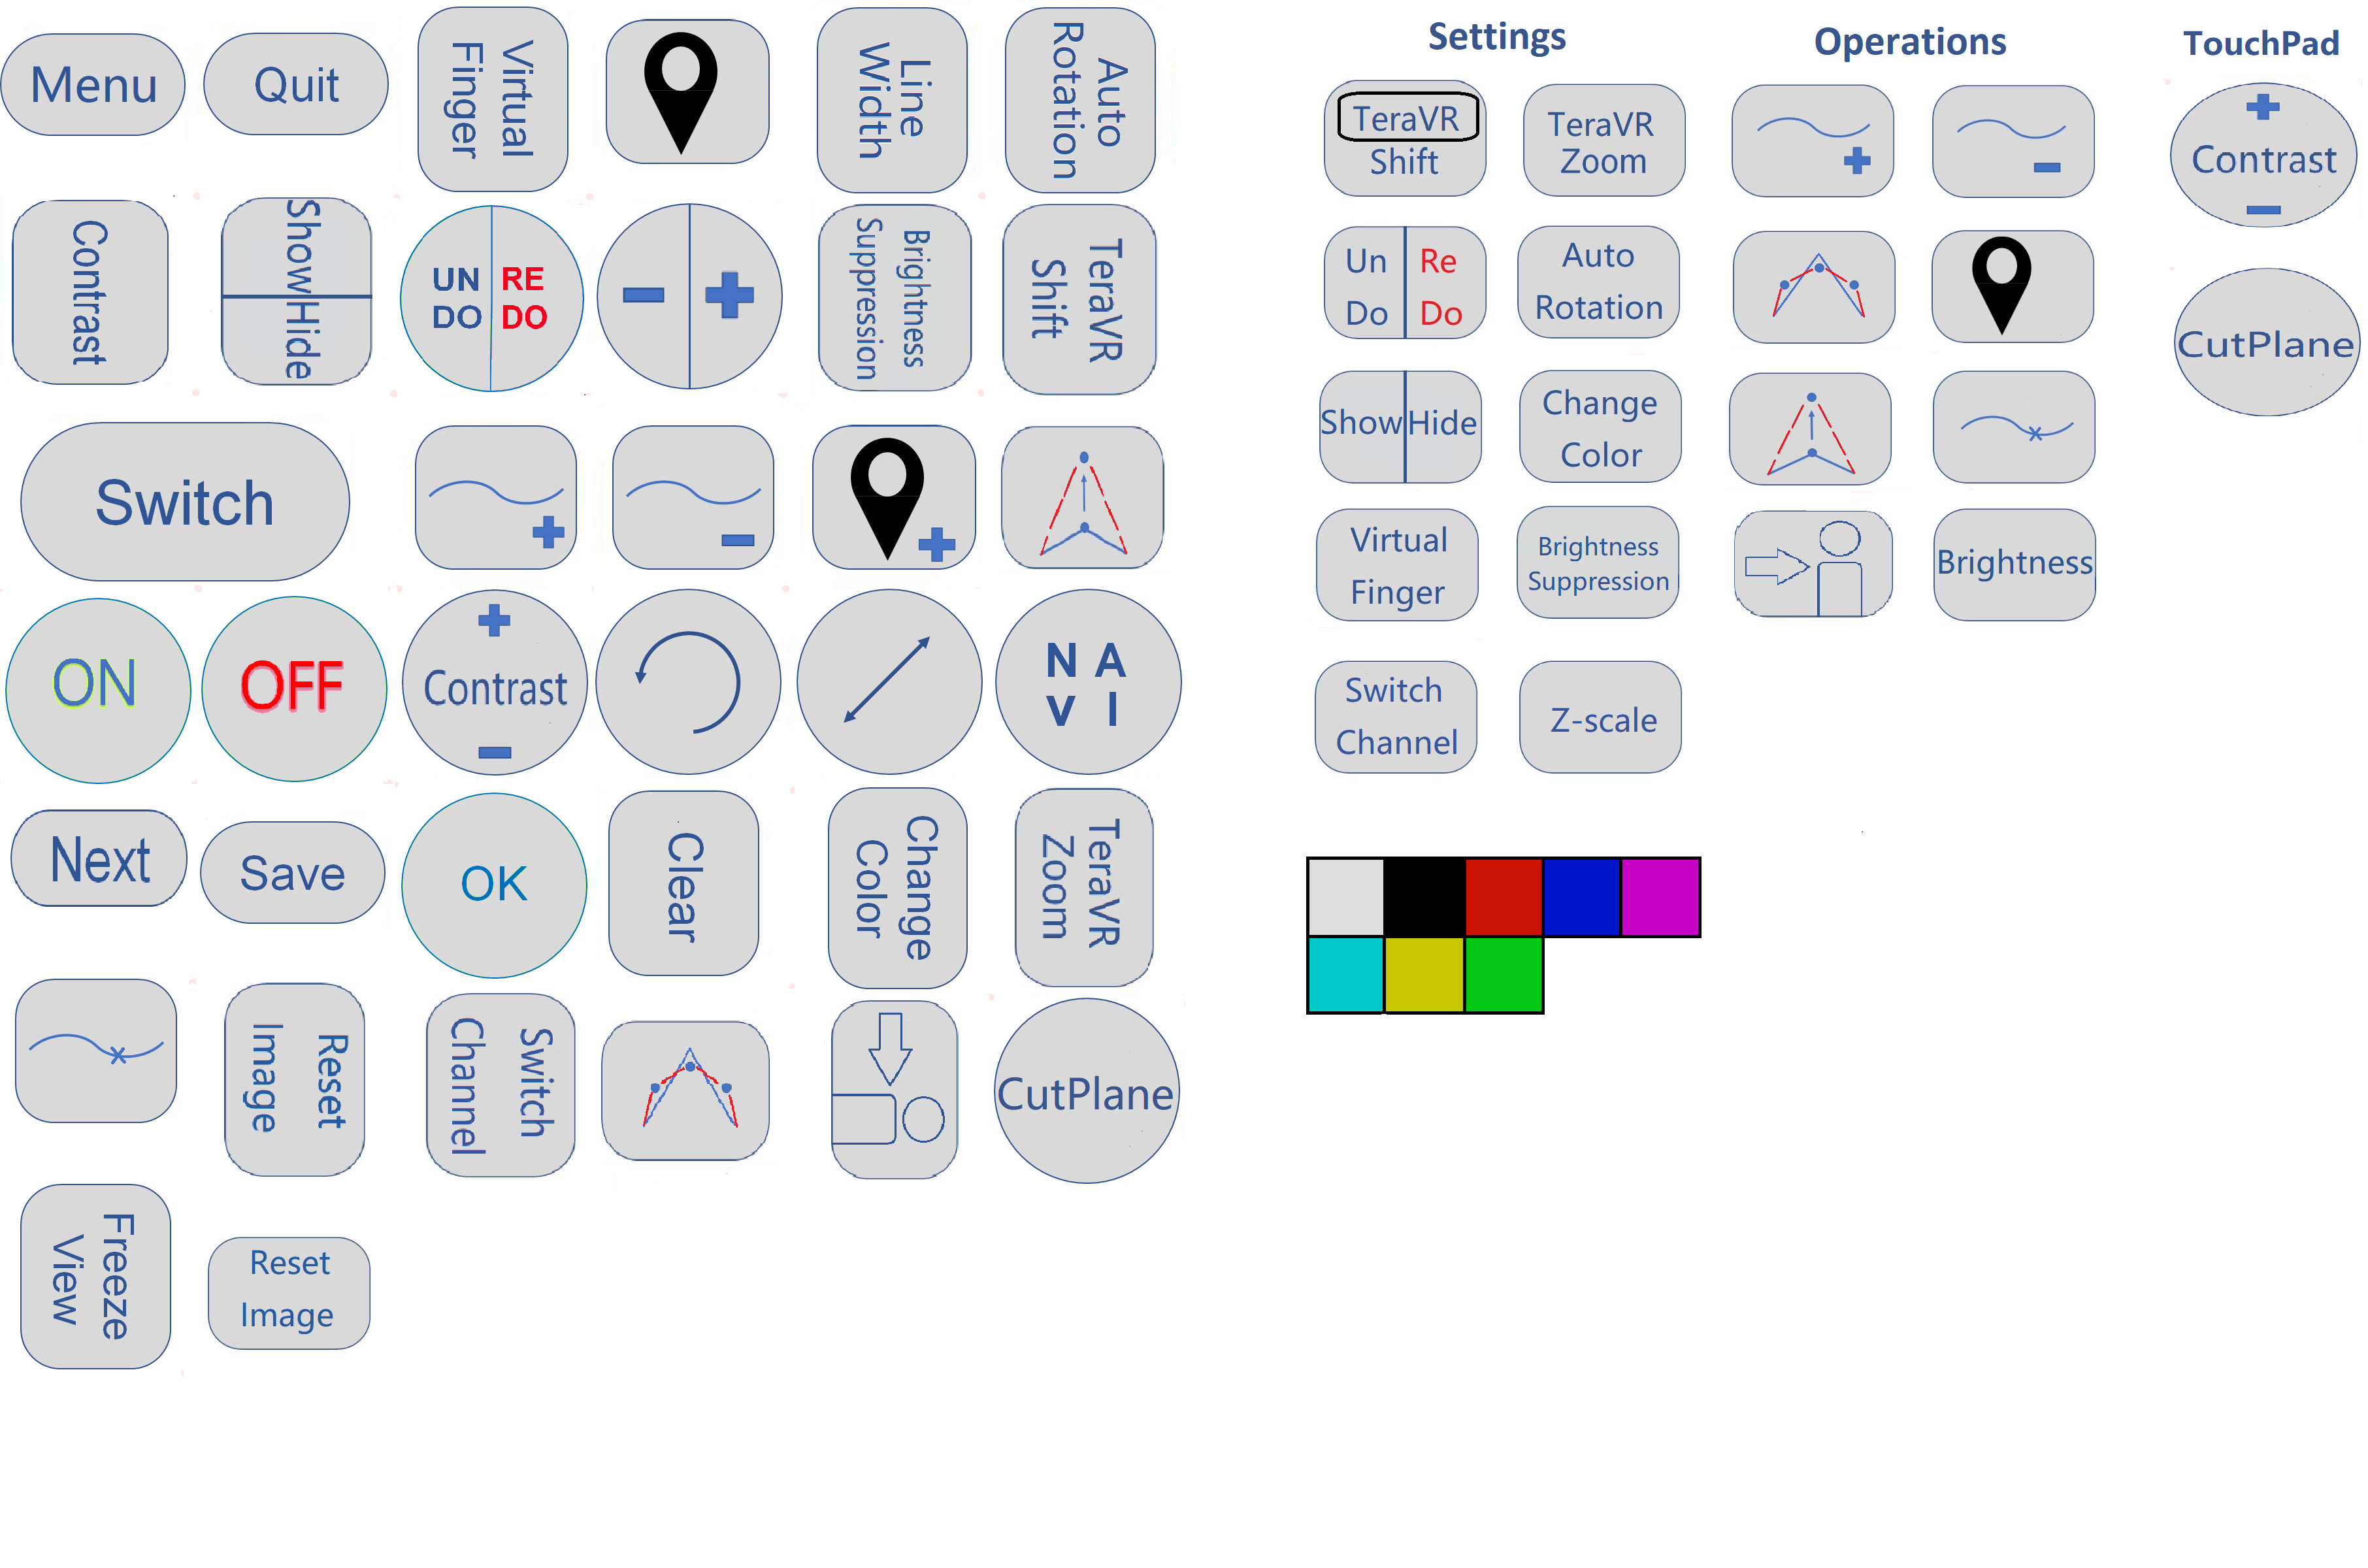 Menu
Quit
Virtual
Finger
Line
Width
Auto
Rotation
Contrast
Show
Hide
UN
DO
RE
DO
Brightness
Suppression
TeraVR
Shift
Switch
ON
OFF
Contrast
N A
V I
Next
Save
OK
Clear
Change
Color
TeraVR
Zoom
Reset
Image
Switch
Channel
CutPlane
Freeze
View
Reset
Image
Settings
TeraVR
Shift
TeraVR
Zoom
Un
Do
Re
Do
Auto
Rotation
Show
Hide
Change
Color
Virtual
Finger
Brightness
Suppression
Switch
Channel
Z-scale
Operations
Brightness
TouchPad
Contrast
CutPlane